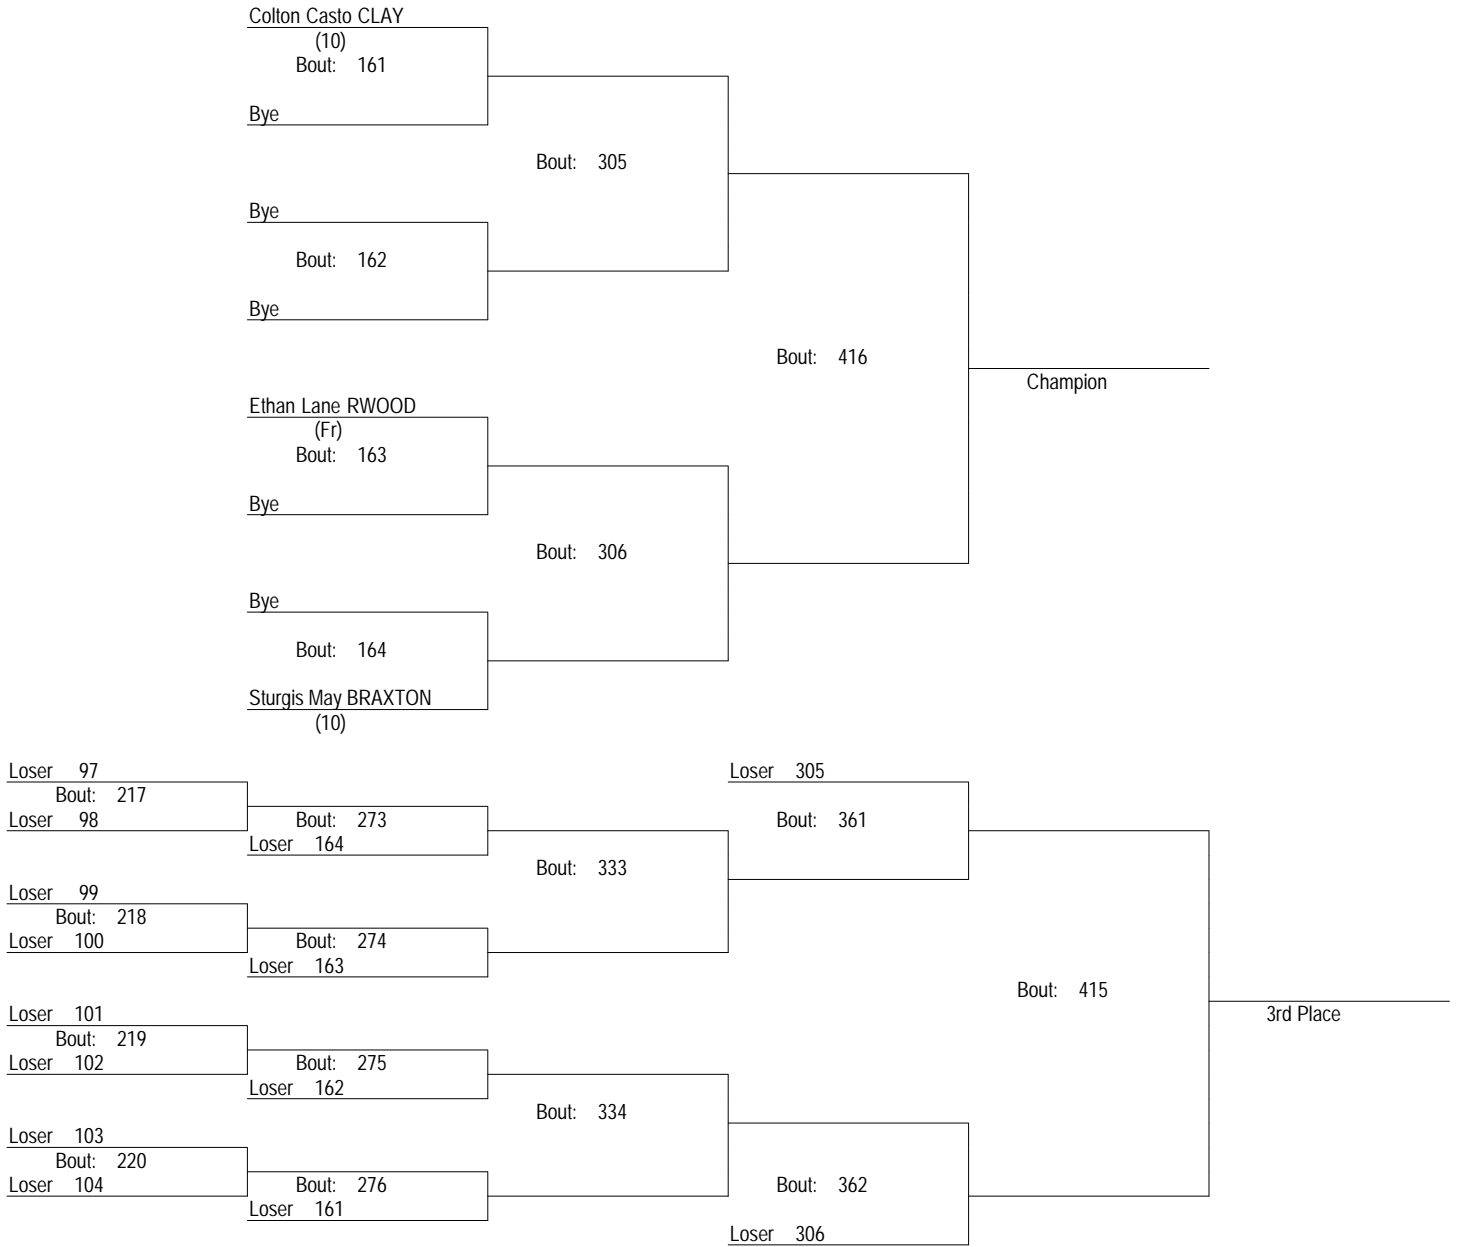 Colton Casto CLAY
(10)
Bout: 161
Bye
Bout: 305
Bye
Bout: 162
Bye
Bout: 416
Champion
Ethan Lane RWOOD
(Fr)
Bout: 163
Bye
Bout: 306
Bye
Bout: 164
Sturgis May BRAXTON
(10)
Loser 97
Bout: 217
Loser 98
Bout: 273
Loser 164
Loser 305
Bout: 361
Bout: 333
Loser 99
Bout: 218
Loser 100
Bout: 274
Loser 163
Bout: 415
3rd Place
Loser 101
Bout: 219
Loser 102
Bout: 275
Loser 162
Bout: 334
Loser 103
Bout: 220
Loser 104
Bout: 276
Loser 161
Bout: 362
Loser 306